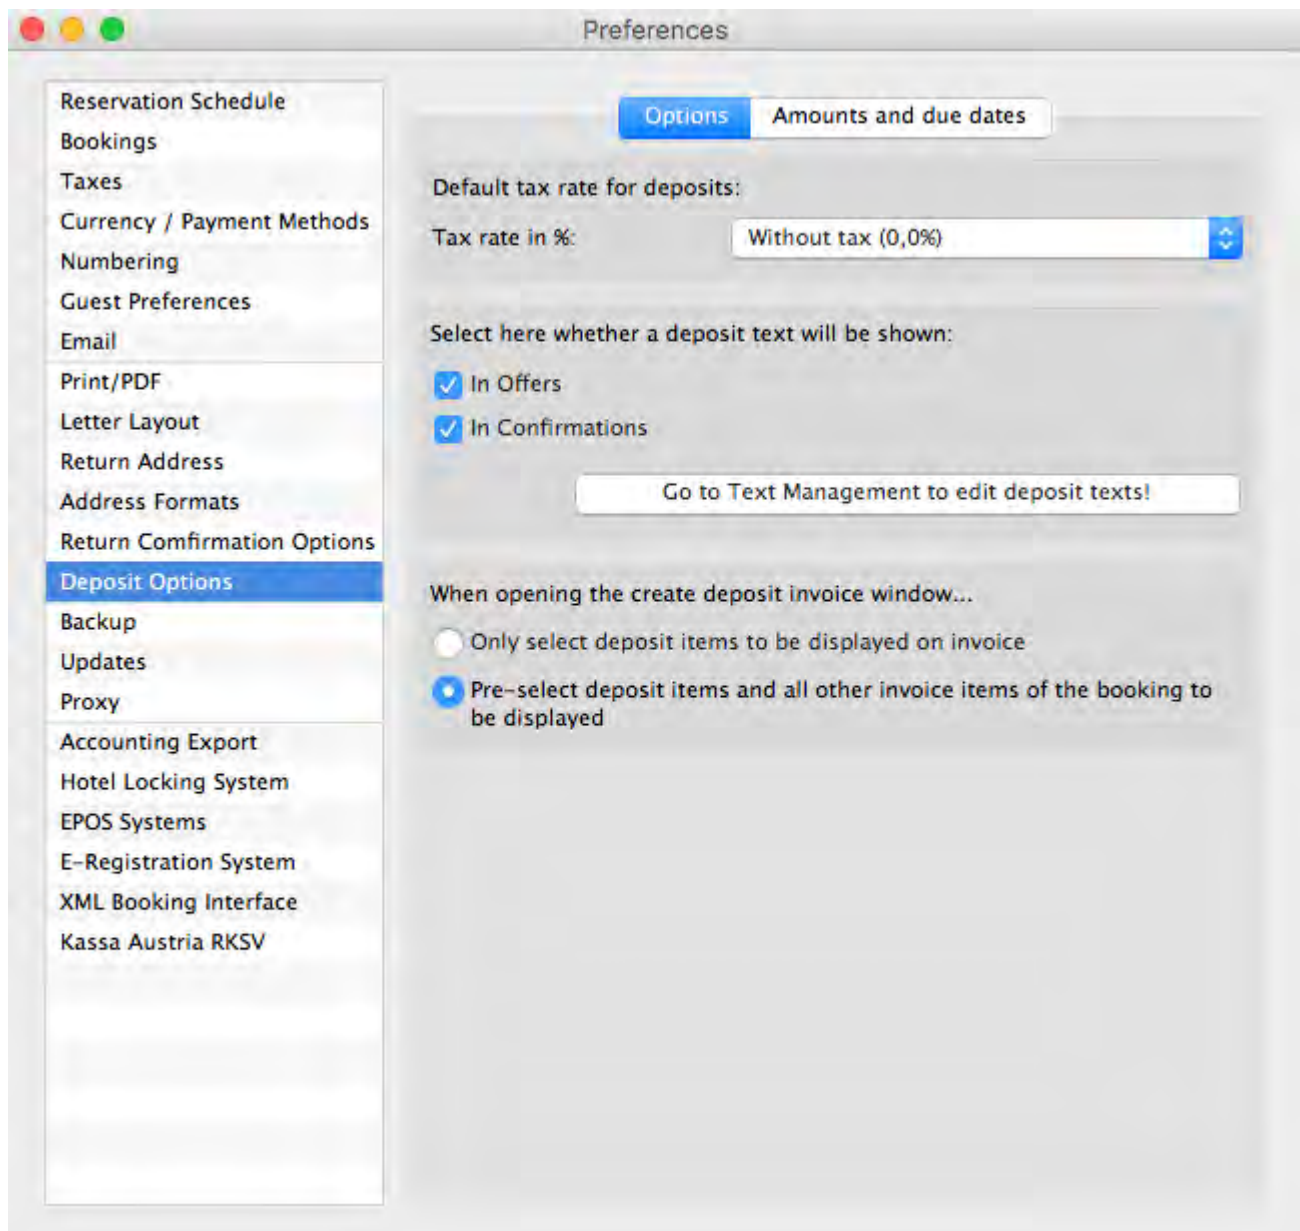 Preferences
Reservation Schedule
Bookings
Taxes
Currency / Payment Methods
Numbering
Guest Preferences
Email
Print/PDF
Letter Layout
Return Address
Address Formats
Return Comfirmation Options
Deposit Options
Backup
Updates
Proxy
Accounting Export
Hotel Locking System
EPOS Systems
E-Registration System
XML Booking Interface
Kassa Austria RKSV
Options
Amounts and due dates
Default tax rate for deposits:
Tax rate in %:
Without tax (0,0%)
Select here whether a deposit text will be shown:
In Offers
In Confirmations
Go to Text Management to edit deposit texts!
When opening the create deposit invoice window...
Only select deposit items to be displayed on invoice
Pre-select deposit items and all other invoice items of the booking to
be displayed